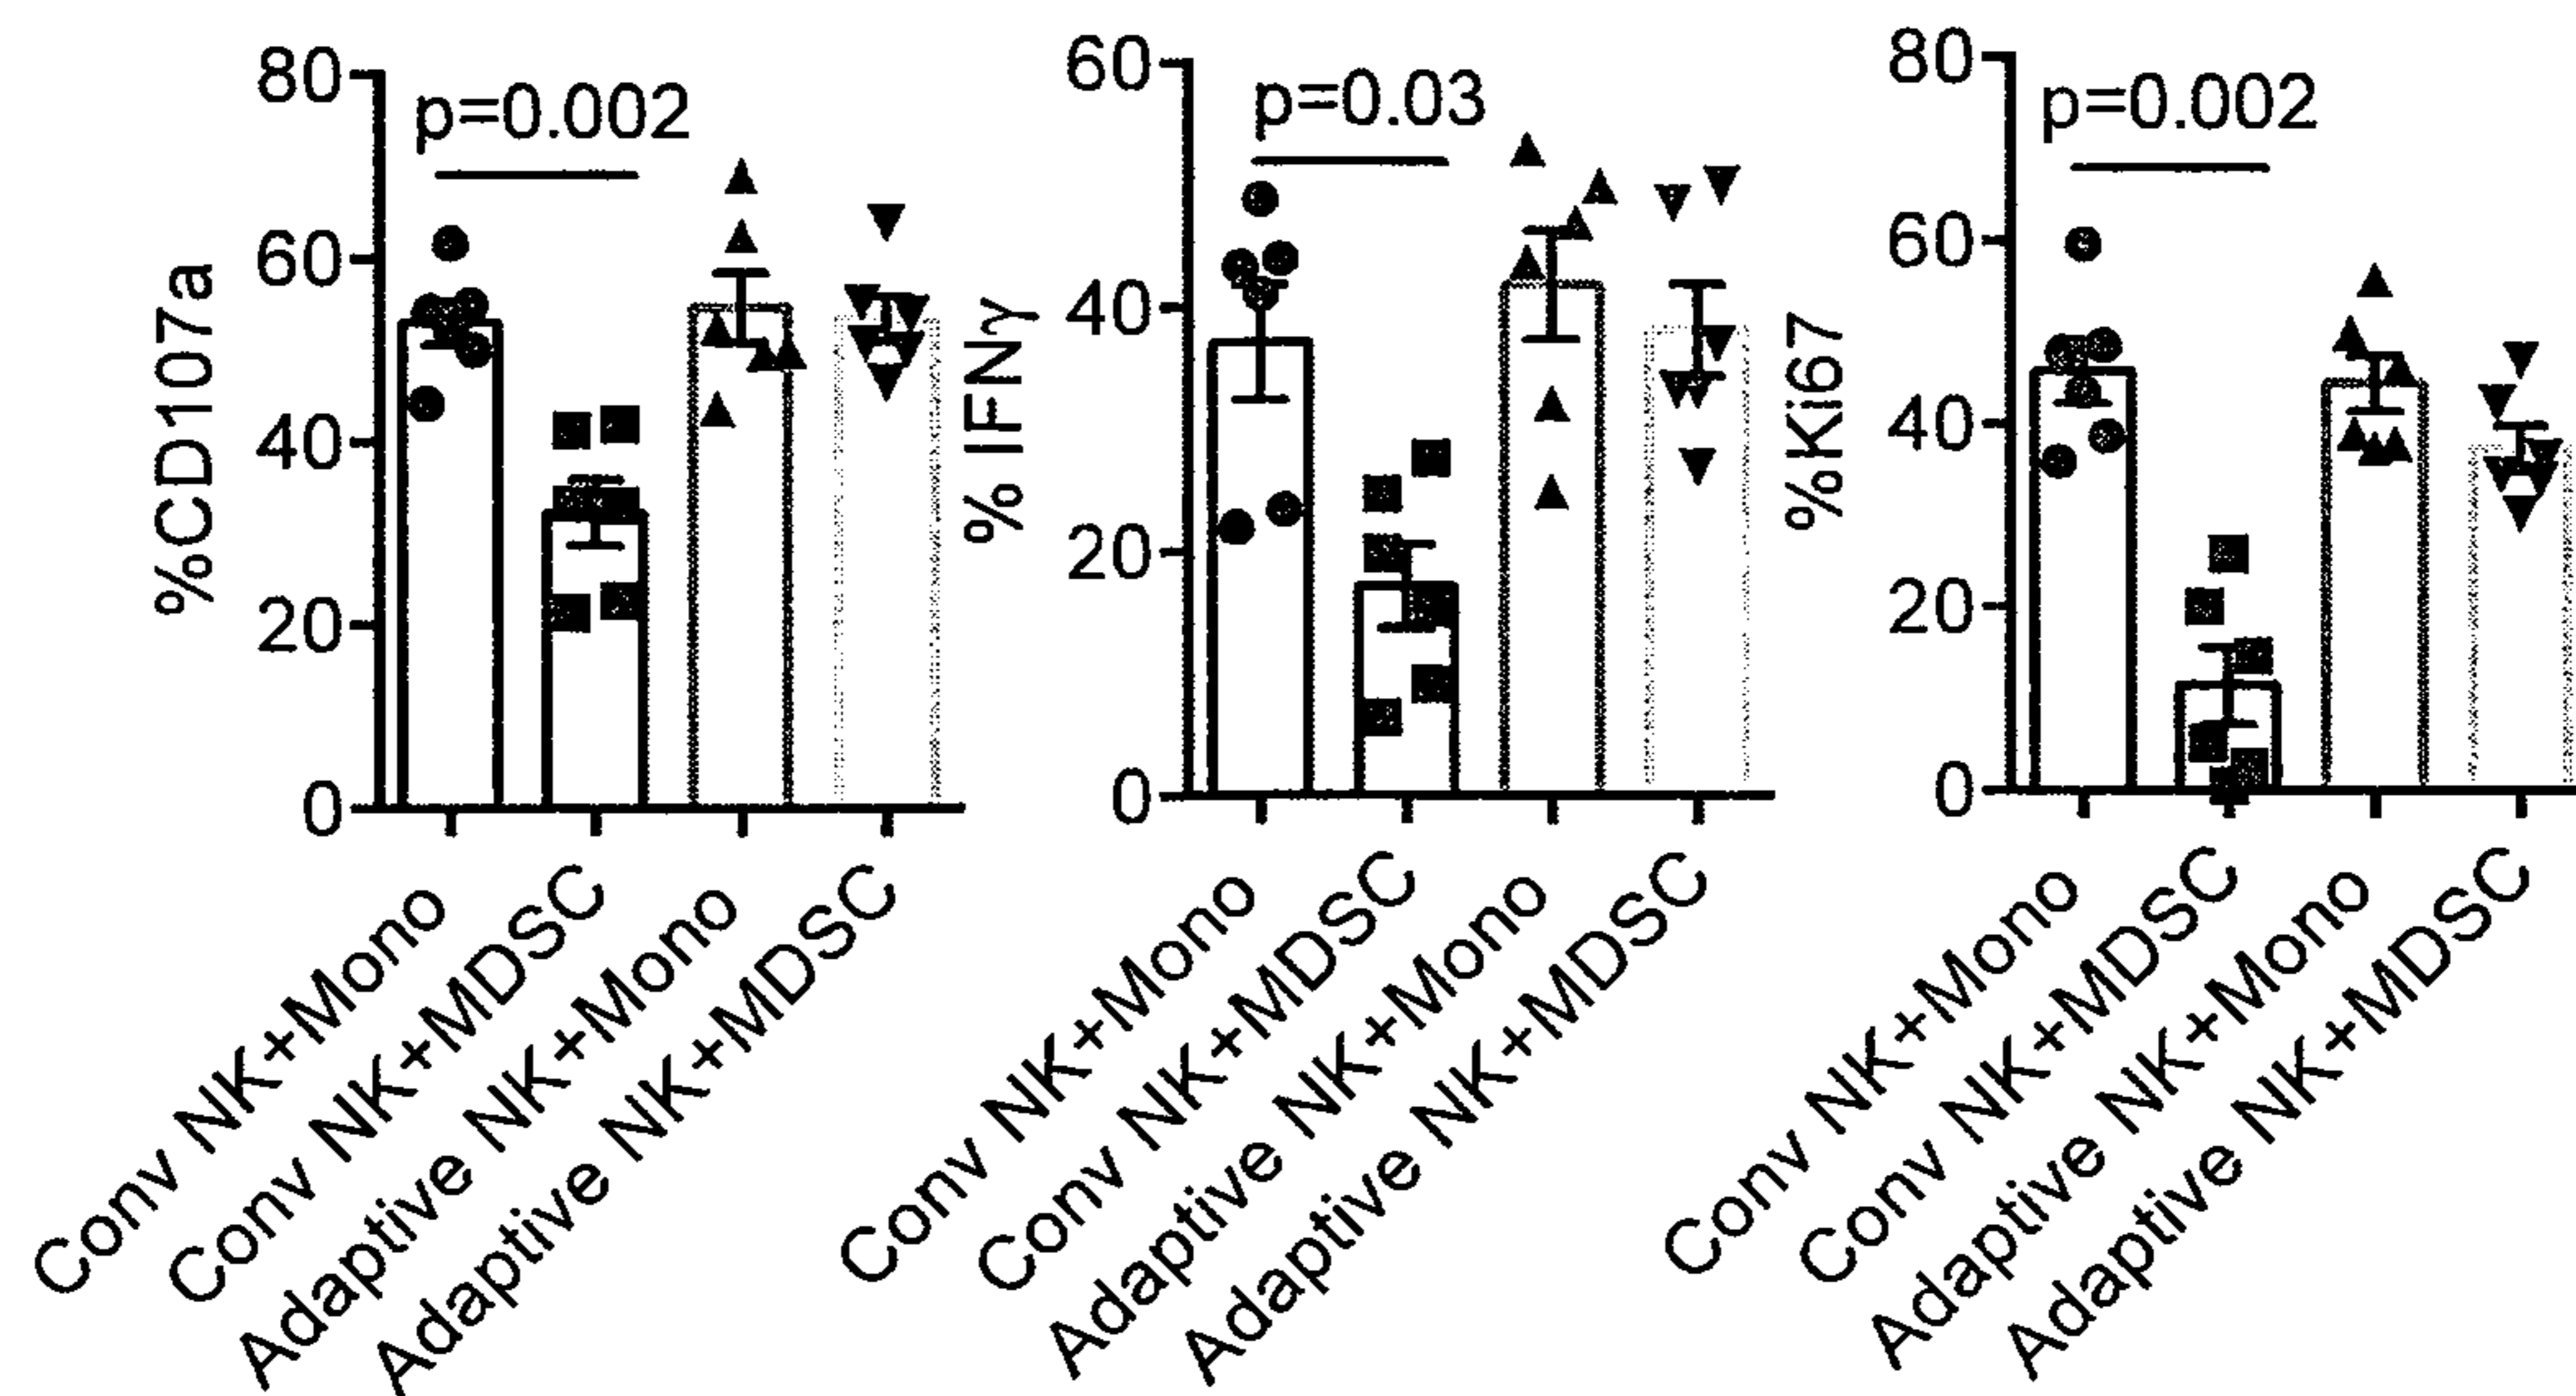 %CD107a
80
60
40
20
0
p=0.002
Conv NK+Mono
Conv NK+MDSC
Adaptive NK+Mono
Adaptive NK+MDSC
% IFNγ
60
40
20
0
p=0.03
Conv NK+Mono
Conv NK+MDSC
Adaptive NK+Mono
Adaptive NK+MDSC
%Ki67
80
60
40
20
0
p=0.002
Conv NK+Mono
Conv NK+MDSC
Adaptive NK+Mono
Adaptive NK+MDSC